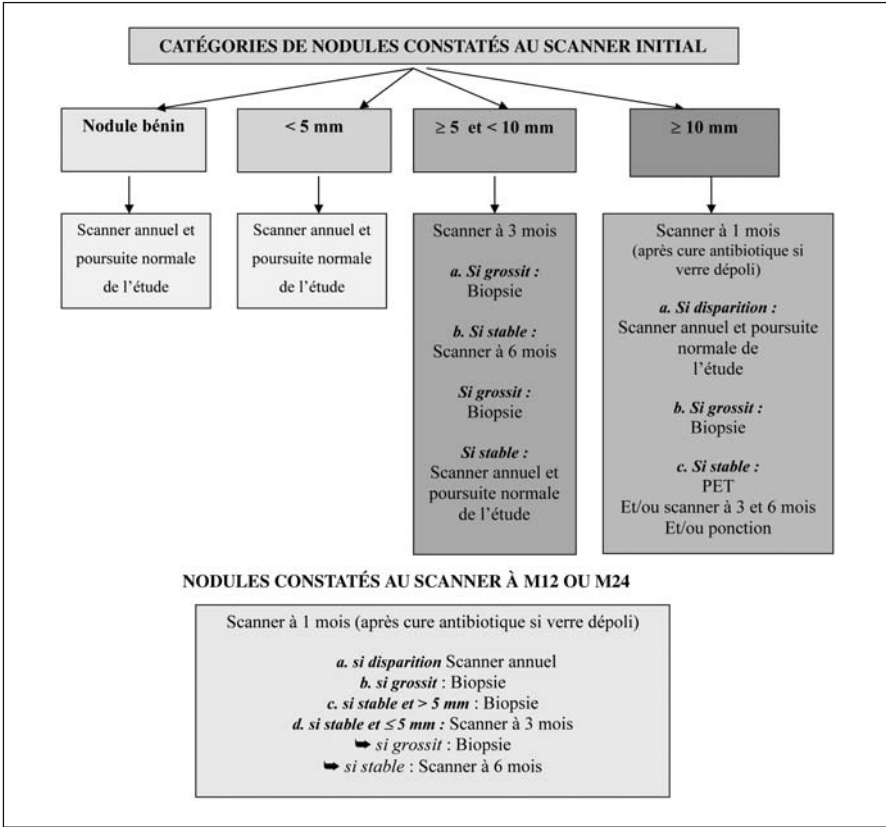 CATÉGORIES DE NODULES CONSTATÉS AU SCANNER INITIAL
Nodule bénin
< 5 mm
≥ 5 et < 10 mm
≥ 10 mm
Scanner annuel et
poursuite normale
de l’étude
Scanner annuel et
poursuite normale
de l’étude
Scanner à 3 mois
a. Si grossit :
Biopsie
b. Si stable :
Scanner à 6 mois
Si grossit :
Biopsie
Si stable :
Scanner annuel et
poursuite normale
de l’étude
Scanner à 1 mois
(après cure antibiotique si
verre dépoli)
a. Si disparition :
Scanner annuel et poursuite
normale de
l’étude
b. Si grossit :
Biopsie
c. Si stable :
PET
Et/ou scanner à 3 et 6 mois
Et/ou ponction
NODULES CONSTATÉS AU SCANNER À M12 OU M24
Scanner à 1 mois (après cure antibiotique si verre dépoli)
a. si disparition Scanner annuel
b. si grossit : Biopsie
c. si stable et > 5 mm : Biopsie
d. si stable et ≤ 5 mm : Scanner à 3 mois
➥ si grossit : Biopsie
➥ si stable : Scanner à 6 mois